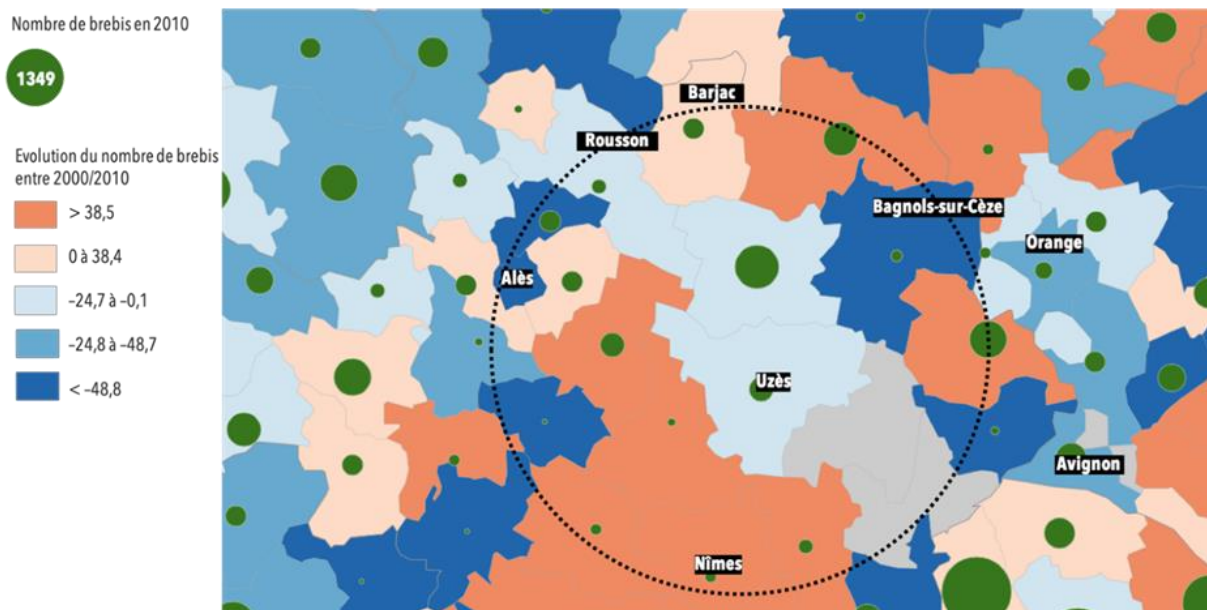 Nombre de brebis en 2010
1349
Evolution du nombre de brebis
entre 2000/2010
> 38,5
0 à 38,4
–24,7 à –0,1
–24,8 à –48,7
< –48,8
Barjac
Rousson
Bagnols-sur-Cèze
Orange
Alès
Uzès
Avignon
Nîmes